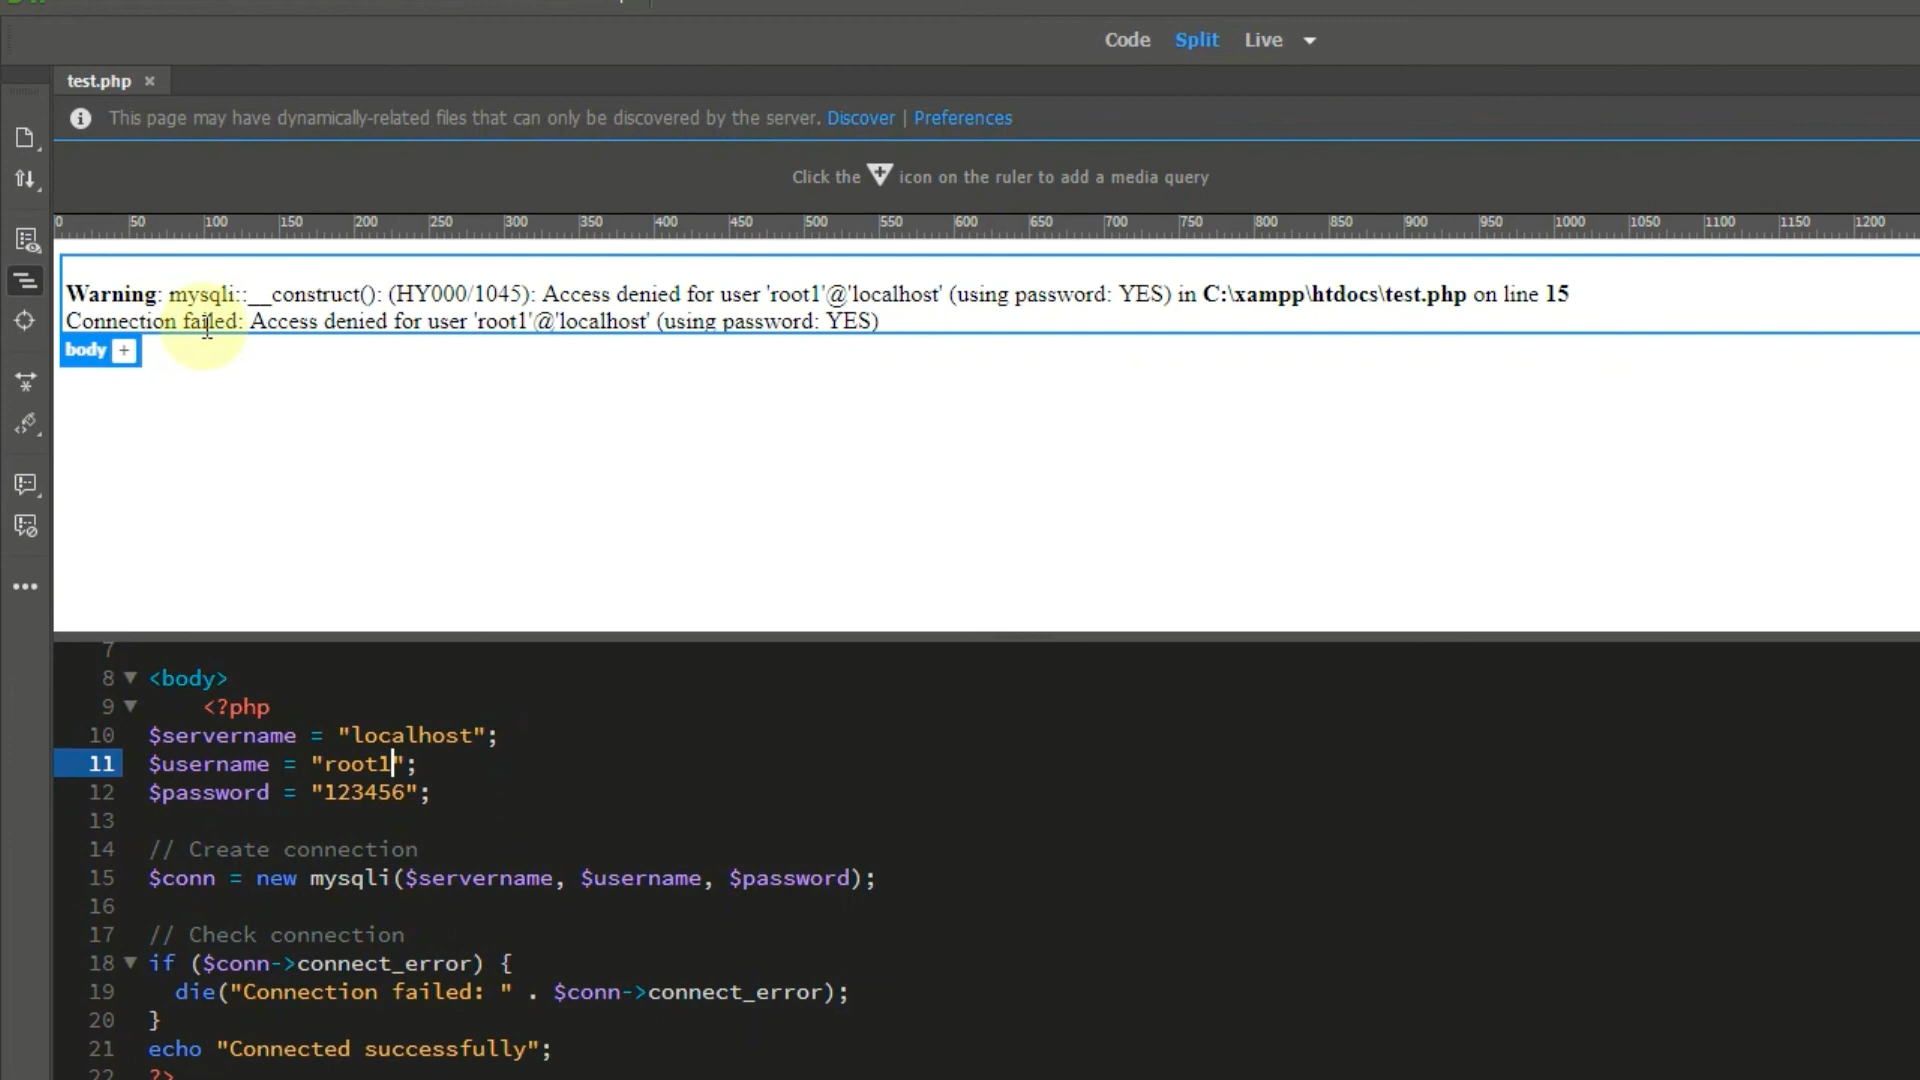 Code Split Live
test.php ×
This page may have dynamically-related files that can only be discovered by the server. Discover | Preferences
Click the icon on the ruler to add a media query
0 50 100 150 200 250 300 350 400 450 500 550 600 650 700 750 800 850 900 950 1000 1050 1100 1150 1200
Warning: mysqli::__construct(): (HY000/1045): Access denied for user 'root1'@'localhost' (using password: YES) in C:\xampp\htdocs\test.php on line 15
Connection failed: Access denied for user 'root1'@'localhost' (using password: YES)
body +
7
8 <body>
9 <?php
10 $servername = "localhost";
11 $username = "root1";
12 $password = "123456";
13
14 // Create connection
15 $conn = new mysqli($servername, $username, $password);
16
17 // Check connection
18 if ($conn->connect_error) {
19 die("Connection failed: " . $conn->connect_error);
20 }
21 echo "Connected successfully";
22 ?>